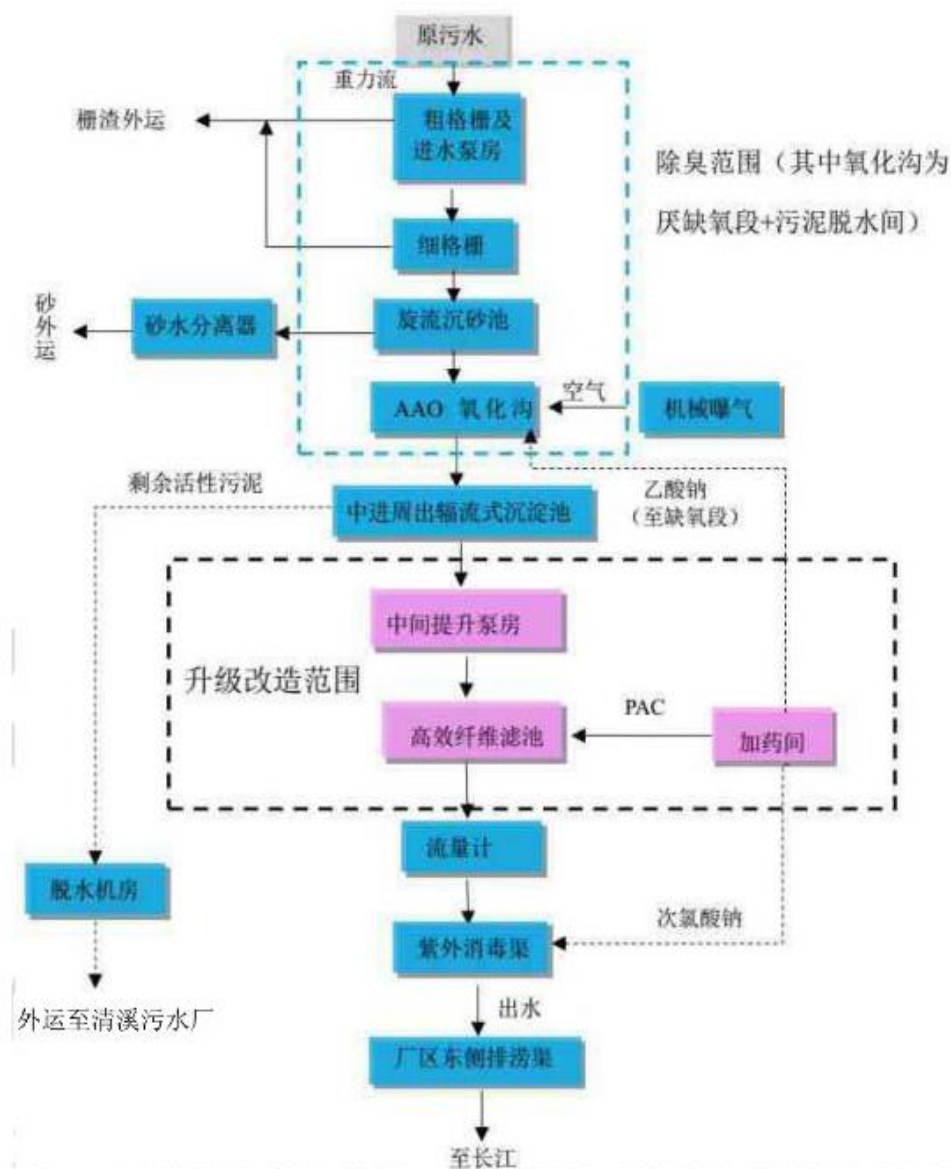 原污水
重力流
栅渣外运
粗格栅及
进水泵房
除臭范围（其中氧化沟为
厌缺氧段+污泥脱水间）
细格栅
砂外运
砂水分离器
旋流沉砂池
空气
AAO 氧化沟
机械曝气
剩余活性污泥
中进周出辐流式沉淀池
乙酸钠
（至缺氧段）
中间提升泵房
升级改造范围
PAC
高效纤维滤池
加药间
流量计
脱水机房
次氯酸钠
紫外消毒渠
出水
外运至清溪污水厂
厂区东侧排涝渠
至长江